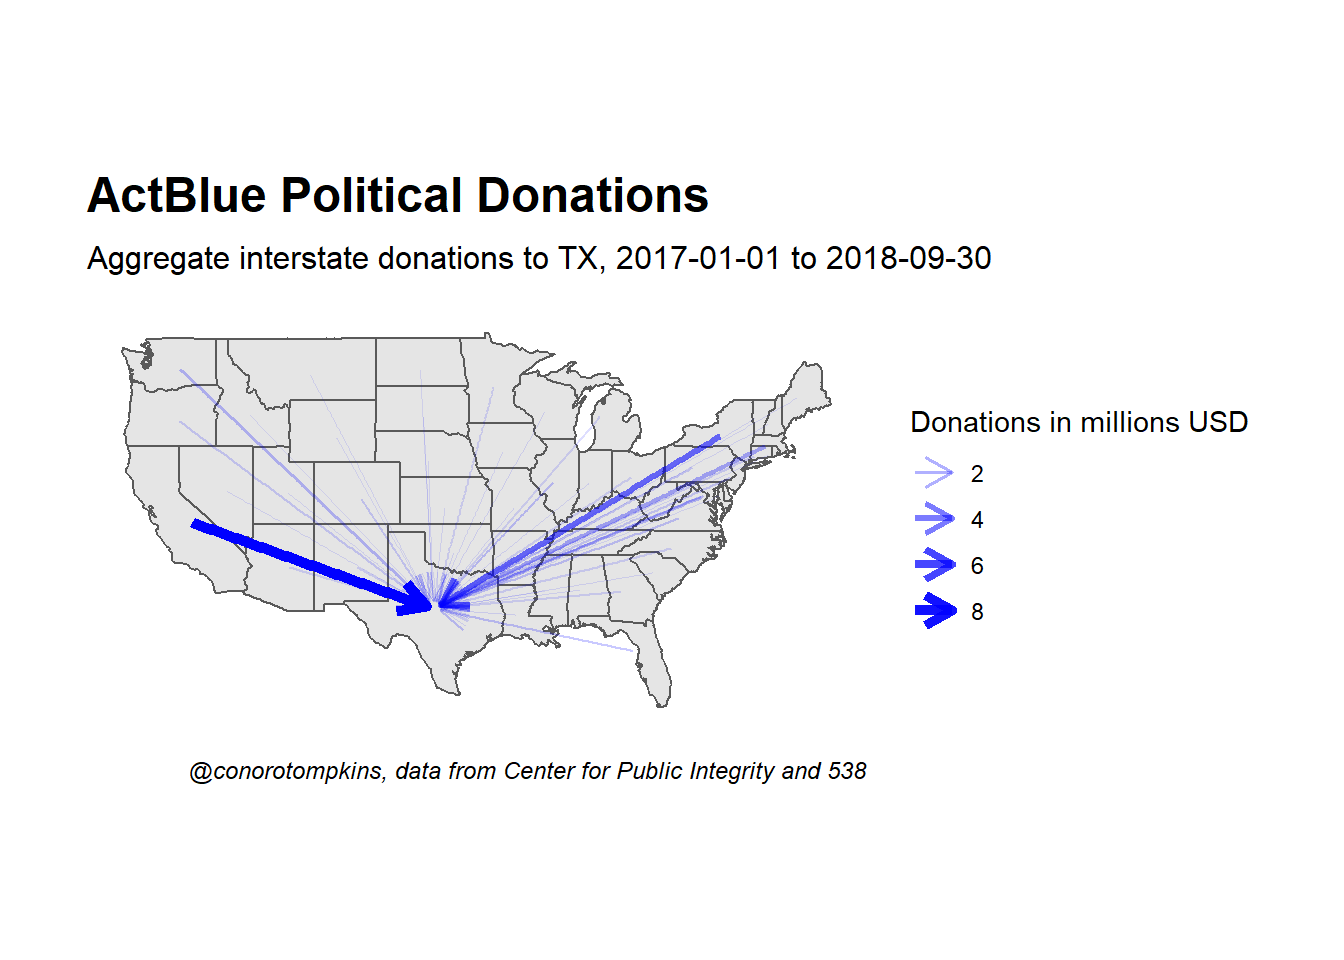 ActBlue Political Donations
Aggregate interstate donations to TX, 2017-01-01 to 2018-09-30
Donations in millions USD
2
4
6
8
@conorotompkins, data from Center for Public Integrity and 538